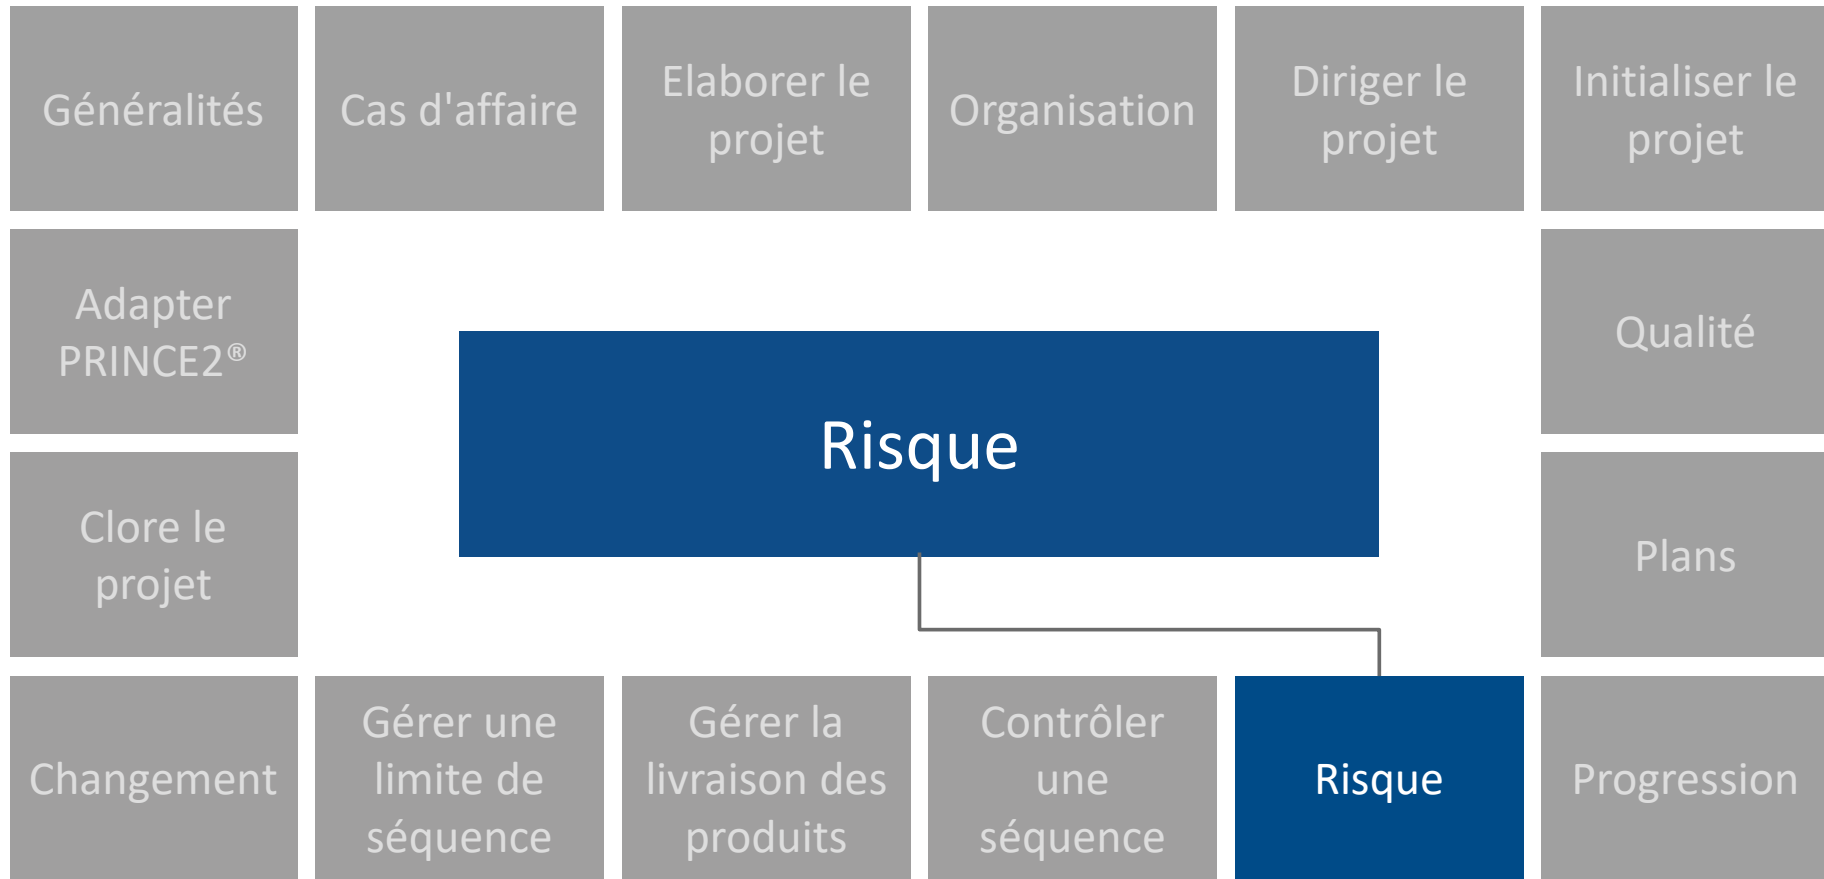 Généralités
Cas d'affaire
Elaborer le
projet
Organisation
Diriger le
projet
Initialiser le
projet
Adapter
PRINCE2®
Qualité
Risque
Clore le
projet
Plans
Changement
Gérer une
limite de
séquence
Gérer la
livraison des
produits
Contrôler
une
séquence
Risque
Progression